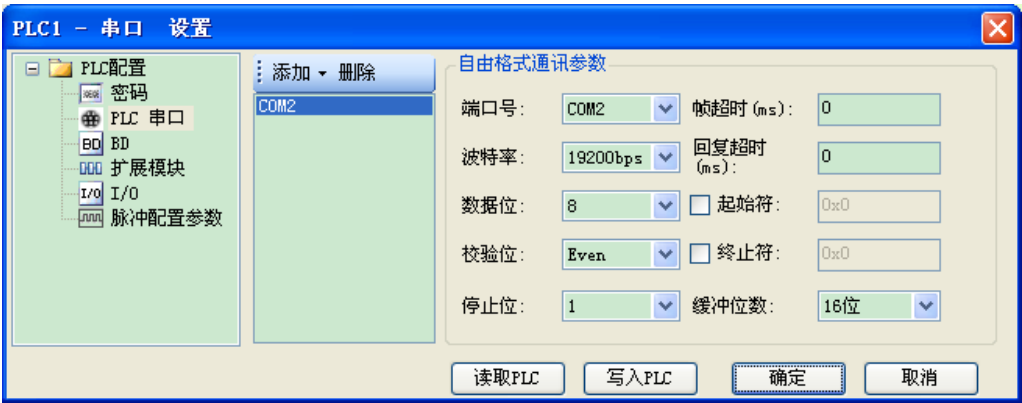 PLC1 - 串口 设置
PLC配置
密码
PLC 串口
BD BD
扩展模块
I/O I/O
脉冲配置参数
添加 删除
COM2
自由格式通讯参数
端口号: COM2 帧超时(ms): 0
波特率: 19200bps 回复超时
(ms): 0
数据位: 8 起始符: 0x0
校验位: Even 终止符: 0x0
停止位: 1 缓冲位数: 16位
读取PLC 写入PLC 确定 取消